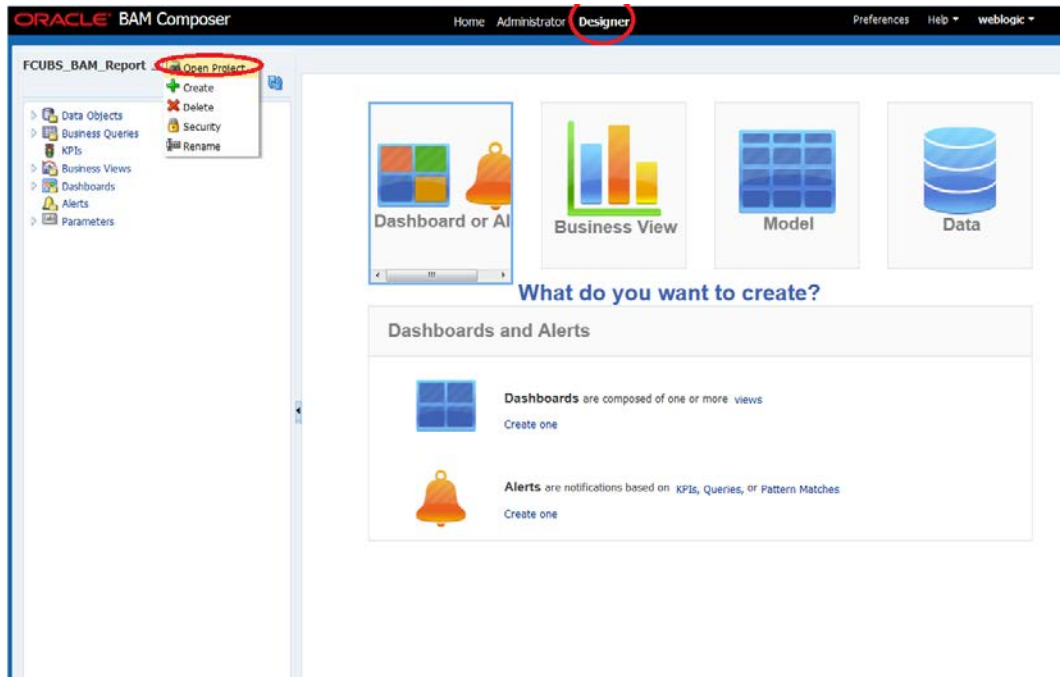 ORACLE BAM Composer Home Administrator Designer Preferences Help weblogic
FCUBS_BAM_Report
Open Project
Create
Delete
Security
Rename
Data Objects
Business Queries
KPIs
Business Views
Dashboards
Alerts
Parameters
Dashboard or Al
Business View
Model
Data
What do you want to create?
Dashboards and Alerts
Dashboards are composed of one or more views
Create one
Alerts are notifications based on KPIs, Queries, or Pattern Matches
Create one